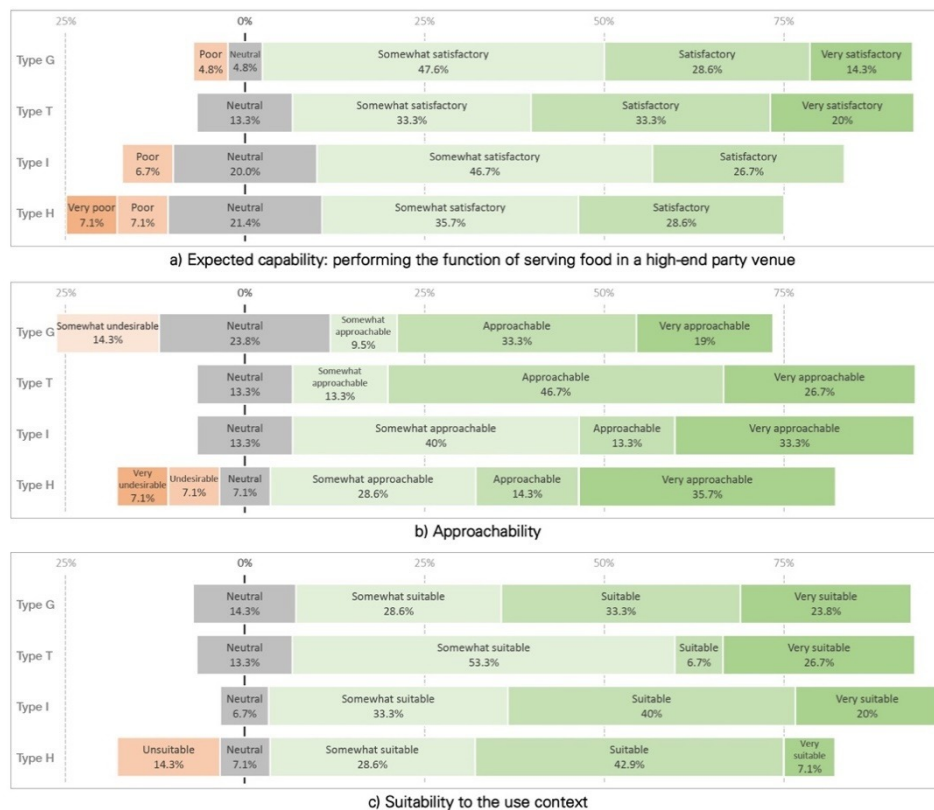 25% 0% 25% 50% 75%
Type G
Poor 4.8%
Neutral 4.8%
Somewhat satisfactory 47.6%
Satisfactory 28.6%
Very satisfactory 14.3%
Type T
Neutral 13.3%
Somewhat satisfactory 33.3%
Satisfactory 33.3%
Very satisfactory 20%
Type I
Poor 6.7%
Neutral 20.0%
Somewhat satisfactory 46.7%
Satisfactory 26.7%
Type H
Very poor 7.1%
Poor 7.1%
Neutral 21.4%
Somewhat satisfactory 35.7%
Satisfactory 28.6%
a) Expected capability: performing the function of serving food in a high-end party venue
25% 0% 25% 50% 75%
Type G
Somewhat undesirable 14.3%
Neutral 23.8%
Somewhat approachable 9.5%
Approachable 33.3%
Very approachable 19%
Type T
Neutral 13.3%
Somewhat approachable 13.3%
Approachable 46.7%
Very approachable 26.7%
Type I
Neutral 13.3%
Somewhat approachable 40%
Approachable 13.3%
Very approachable 33.3%
Type H
Very undesirable 7.1%
Undesirable 7.1%
Neutral 7.1%
Somewhat approachable 28.6%
Approachable 14.3%
Very approachable 35.7%
b) Approachability
25% 0% 25% 50% 75%
Type G
Neutral 14.3%
Somewhat suitable 28.6%
Suitable 33.3%
Very suitable 23.8%
Type T
Neutral 13.3%
Somewhat suitable 53.3%
Suitable 6.7%
Very suitable 26.7%
Type I
Neutral 6.7%
Somewhat suitable 33.3%
Suitable 40%
Very suitable 20%
Type H
Unsuitable 14.3%
Neutral 7.1%
Somewhat suitable 28.6%
Suitable 42.9%
Very suitable 7.1%
c) Suitability to the use context